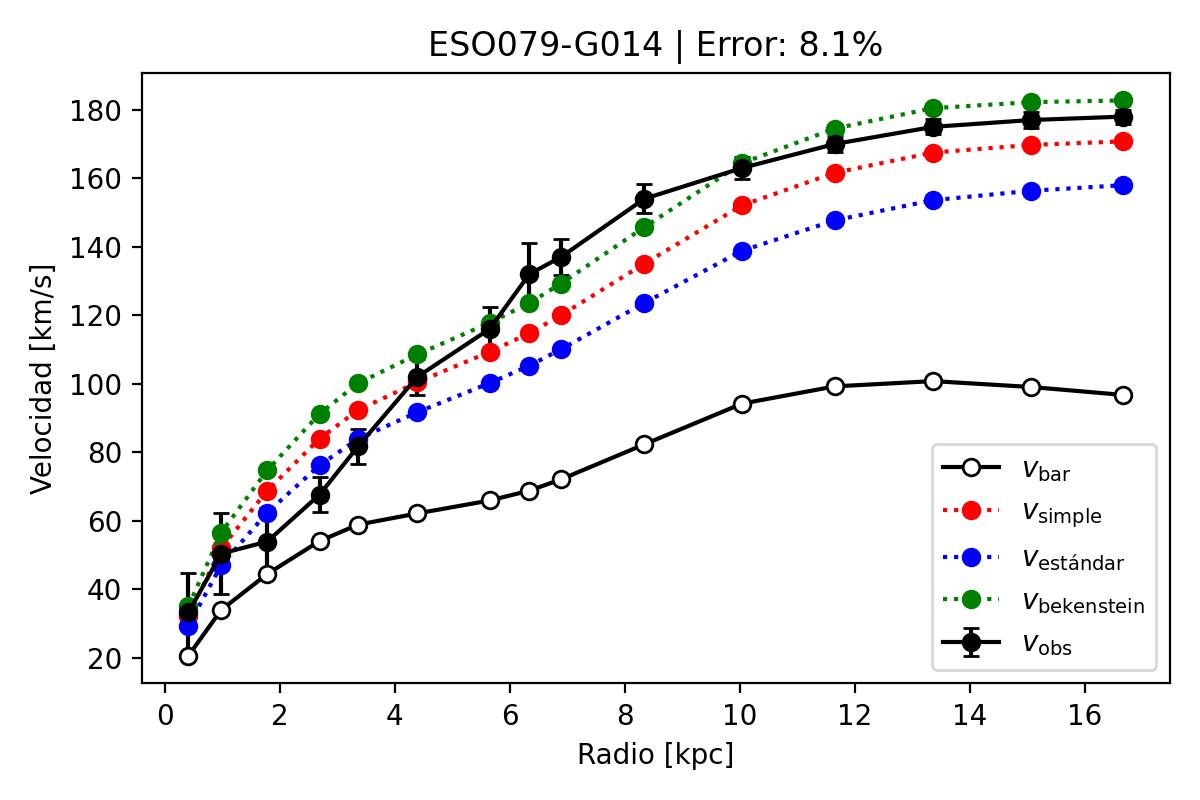 ESO079-G014 | Error: 8.1%
Velocidad [km/s]
180
160
140
120
100
80
60
40
20
v_bar
v_simple
v_estándar
v_bekenstein
v_obs
0 2 4 6 8 10 12 14 16
Radio [kpc]